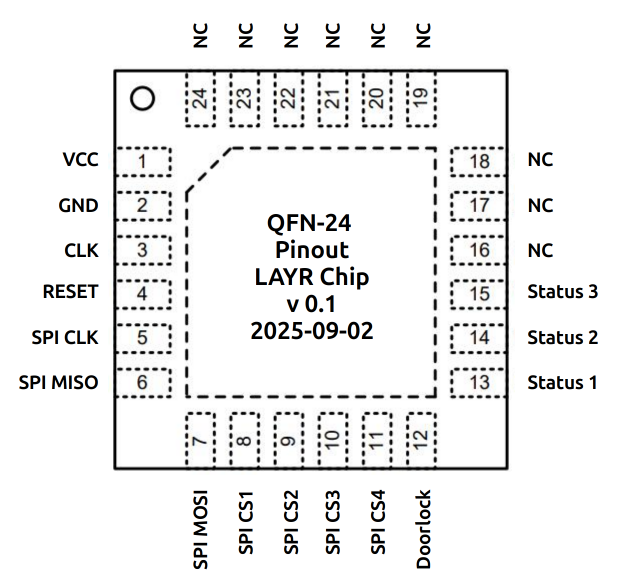 NC NC NC NC NC NC
24 23 22 21 20 19
VCC 1 18 NC
GND 2 17 NC
CLK 3 16 NC
RESET 4 15 Status 3
SPI CLK 5 14 Status 2
SPI MISO 6 13 Status 1
QFN-24
Pinout
LAYR Chip
v 0.1
2025-09-02
7 8 9 10 11 12
SPI MOSI SPI CS1 SPI CS2 SPI CS3 SPI CS4 Doorlock